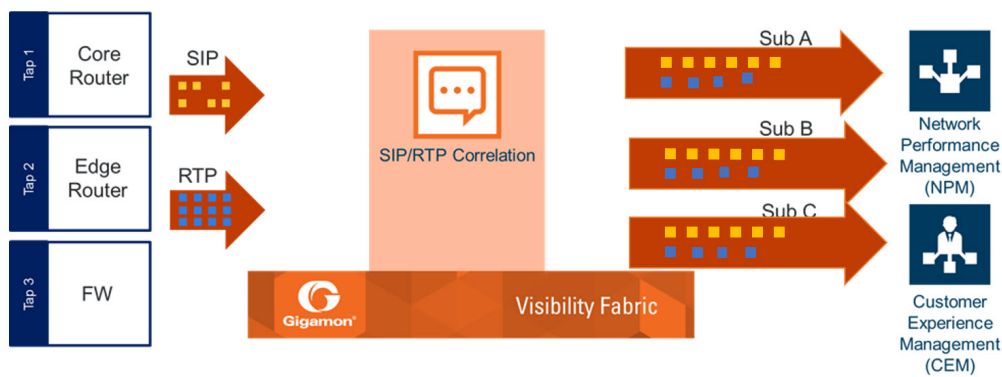 Tap 1
Core
Router
SIP
Tap 2
Edge
Router
RTP
Tap 3
FW
SIP/RTP Correlation
Gigamon®
Visibility Fabric
Sub A
Sub B
Sub C
Network
Performance
Management
(NPM)
Customer
Experience
Management
(CEM)